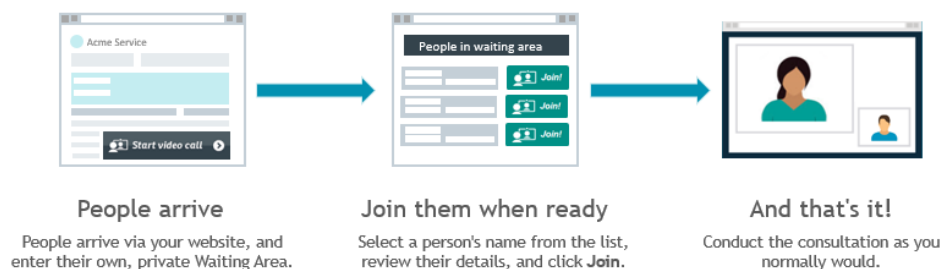 Acme Service
Start video call
People in waiting area
Join!
Join!
Join!
People arrive
People arrive via your website, and
enter their own, private Waiting Area.
Join them when ready
Select a person's name from the list,
review their details, and click Join.
And that's it!
Conduct the consultation as you
normally would.